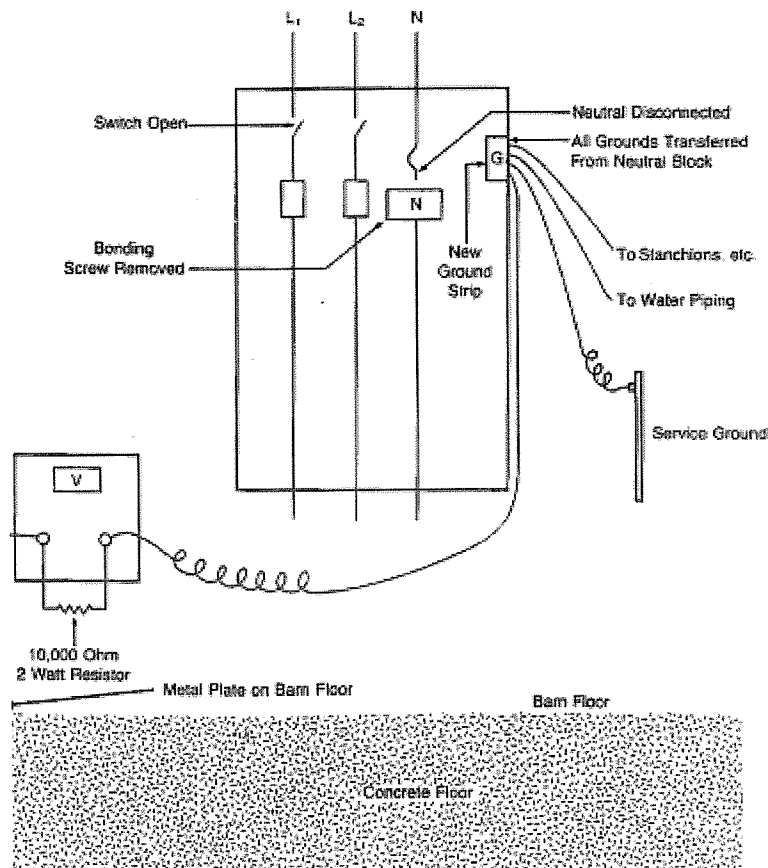 L₁ L₂ N
Switch Open
Neutral Disconnected
All Grounds Transferred
From Neutral Block
G
N
Bonding
Screw Removed
New
Ground
Strip
To Stanchions, etc.
To Water Piping
Service Ground
V
10,000 Ohm
2 Watt Resistor
Metal Plate on Barn Floor
Barn Floor
Concrete Floor